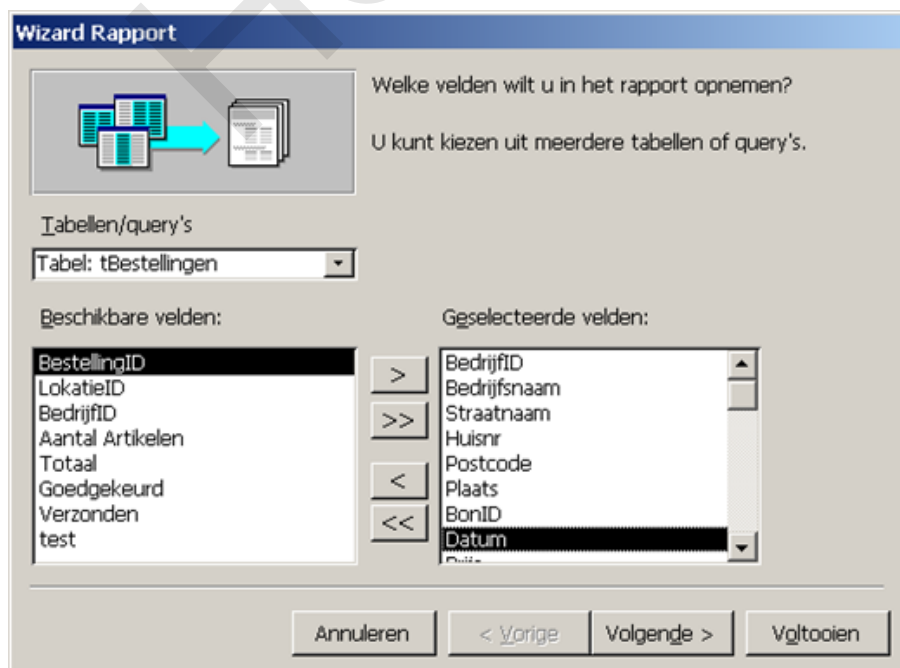 Wizard Rapport
Welke velden wilt u in het rapport opnemen?
U kunt kiezen uit meerdere tabellen of query's.
Tabellen/query's
Tabel: tBestellingen
Beschikbare velden:
BestellingID
LokatieID
BedrijfID
Aantal Artikelen
Totaal
Goedgekeurd
Verzonden
test
>
>>
<
<<
Geselecteerde velden:
BedrijfID
Bedrijfsnaam
Straatnaam
Huisnr
Postcode
Plaats
BonID
Datum
Annuleren
< Vorige
Volgende >
Voltooien